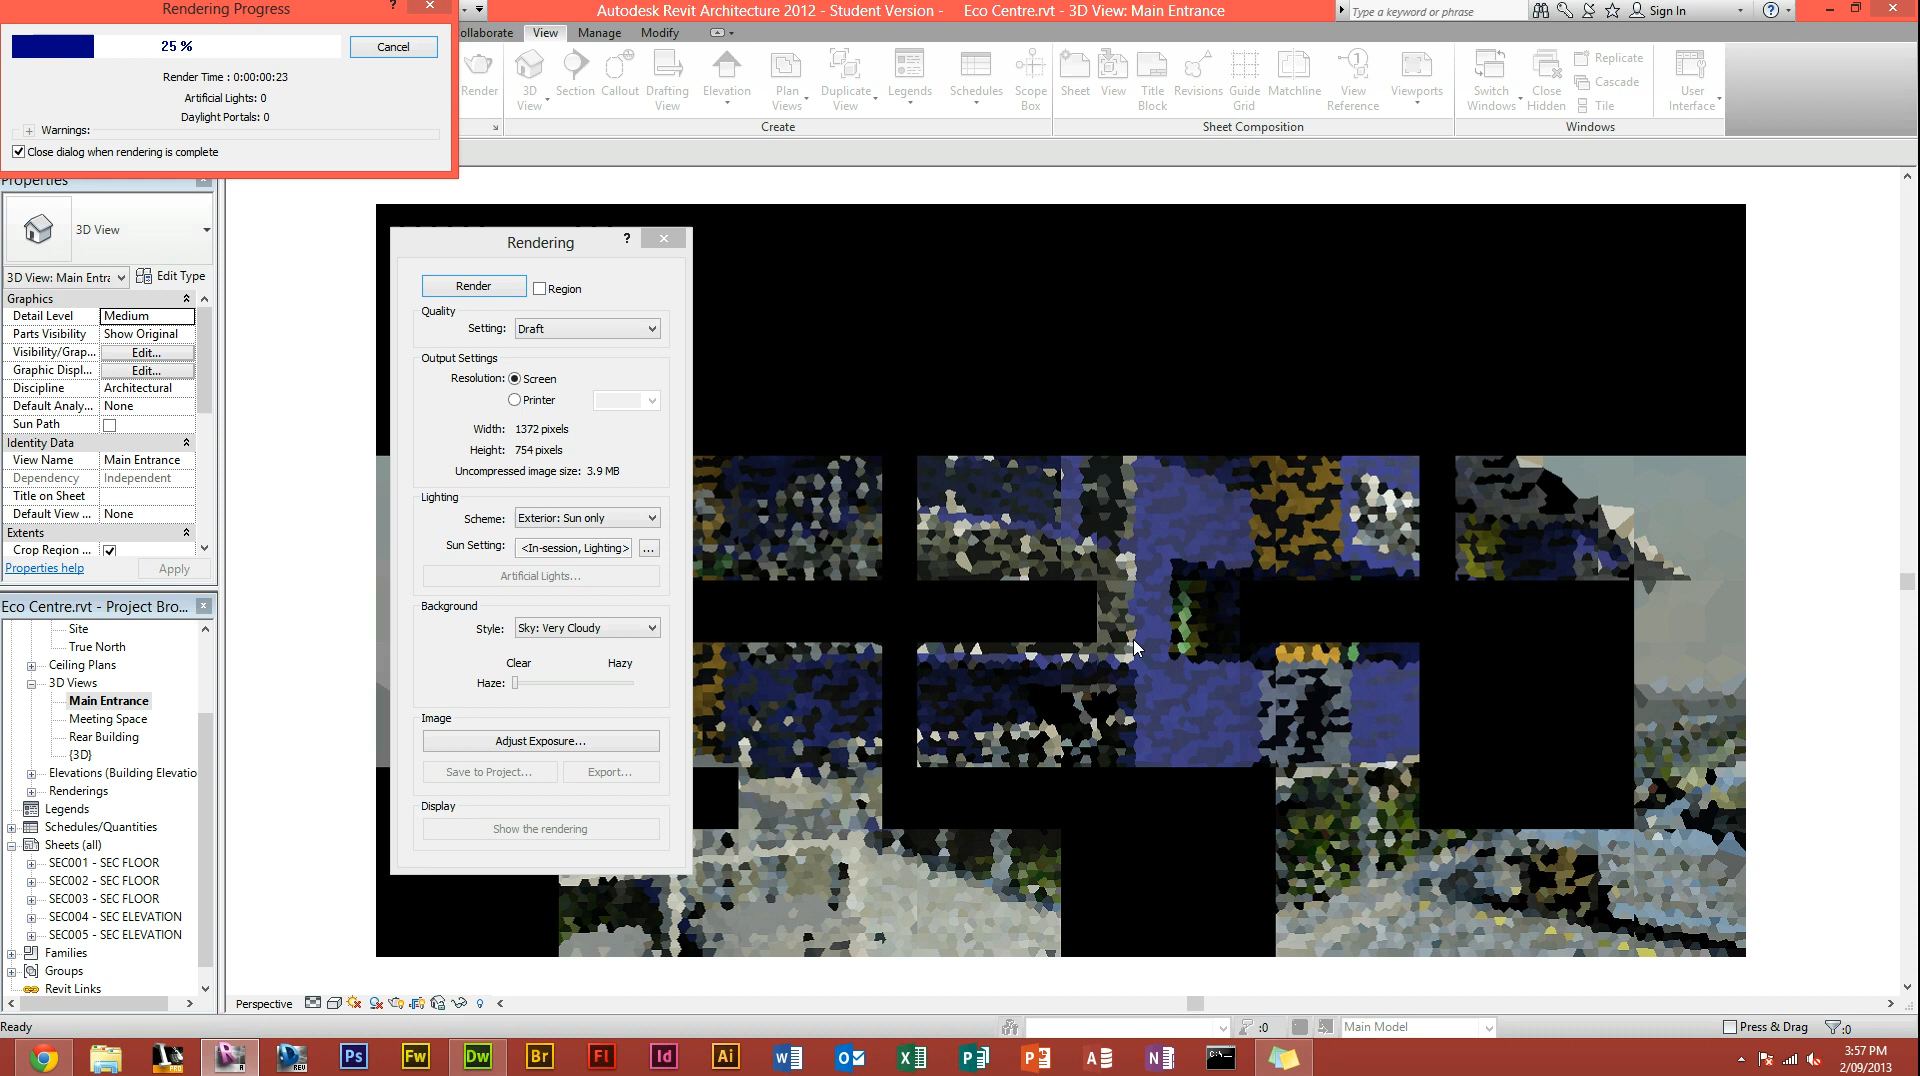 Rendering Progress
?
25 %
Cancel
Render Time : 0:00:00:23
Artificial Lights: 0
Daylight Portals: 0
Warnings:
Close dialog when rendering is complete
Autodesk Revit Architecture 2012 - Student Version - Eco Centre.rvt - 3D View: Main Entrance
Type a keyword or phrase
Sign In
ollaborate View Manage Modify
Render
3D View
Section
Callout
Drafting View
Elevation
Plan Views
Duplicate View
Legends
Schedules
Scope Box
Sheet
View
Title Block
Revisions
Guide Grid
Matchline
View Reference
Viewports
Switch Windows
Close Hidden
Replicate
Cascade
Tile
User Interface
Create
Sheet Composition
Windows
Properties
3D View
3D View: Main Entra
Edit Type
Graphics
Detail Level Medium
Parts Visibility Show Original
Visibility/Grap... Edit...
Graphic Displ... Edit...
Discipline Architectural
Default Analy... None
Sun Path
Identity Data
View Name Main Entrance
Dependency Independent
Title on Sheet
Default View ... None
Extents
Crop Region ...
Properties help
Apply
Eco Centre.rvt - Project Bro...
Site
True North
Ceiling Plans
3D Views
Main Entrance
Meeting Space
Rear Building
{3D}
Elevations (Building Elevatio
Renderings
Legends
Schedules/Quantities
Sheets (all)
SEC001 - SEC FLOOR
SEC002 - SEC FLOOR
SEC003 - SEC FLOOR
SEC004 - SEC ELEVATION
SEC005 - SEC ELEVATION
Families
Groups
Revit Links
Rendering
?
Render
Region
Quality
Setting: Draft
Output Settings
Resolution: Screen
Printer
Width: 1372 pixels
Height: 754 pixels
Uncompressed image size: 3.9 MB
Lighting
Scheme: Exterior: Sun only
Sun Setting: <In-session, Lighting> ...
Artificial Lights...
Background
Style: Sky: Very Cloudy
Clear Hazy
Haze:
Image
Adjust Exposure...
Save to Project... Export...
Display
Show the rendering
Perspective
Ready
:0
Main Model
Press & Drag
:0
Ps Fw Dw Br Fl Id Ai
3:57 PM
2/09/2013